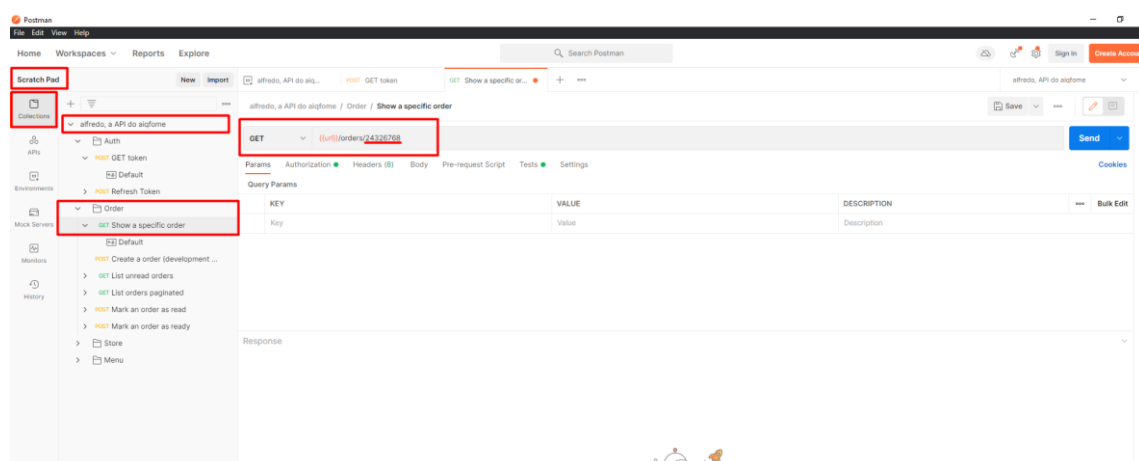 Postman
File Edit View Help
Home Workspaces Reports Explore
Search Postman
Sign In
Create Accou
Scratch Pad
New Import
alfredo, API do aiq...
POST GET token
GET Show a specific or...
alfredo, API do aiqfome
Collections
APIs
Environments
Mock Servers
Monitors
History
alfredo, a API do aiqfome
Auth
POST GET token
Default
POST Refresh Token
Order
GET Show a specific order
Default
POST Create a order (development ...
GET List unread orders
GET List orders paginated
POST Mark an order as read
POST Mark an order as ready
Store
Menu
alfredo, a API do aiqfome / Order / Show a specific order
Save
GET {{url}}/orders/24326768
Send
Params Authorization Headers (8) Body Pre-request Script Tests Settings
Cookies
Query Params
KEY VALUE DESCRIPTION
Bulk Edit
Key Value Description
Response